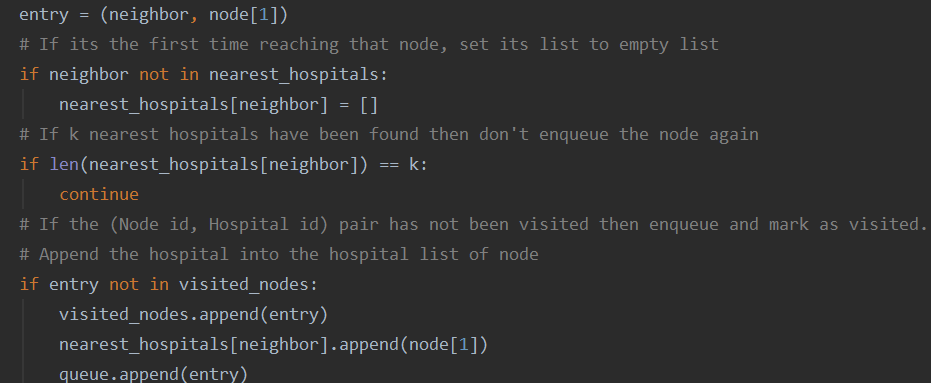 entry = (neighbor, node[1])
# If its the first time reaching that node, set its list to empty list
if neighbor not in nearest_hospitals:
    nearest_hospitals[neighbor] = []
# If k nearest hospitals have been found then don't enqueue the node again
if len(nearest_hospitals[neighbor]) == k:
    continue
# If the (Node id, Hospital id) pair has not been visited then enqueue and mark as visited.
# Append the hospital into the hospital list of node
if entry not in visited_nodes:
    visited_nodes.append(entry)
    nearest_hospitals[neighbor].append(node[1])
    queue.append(entry)